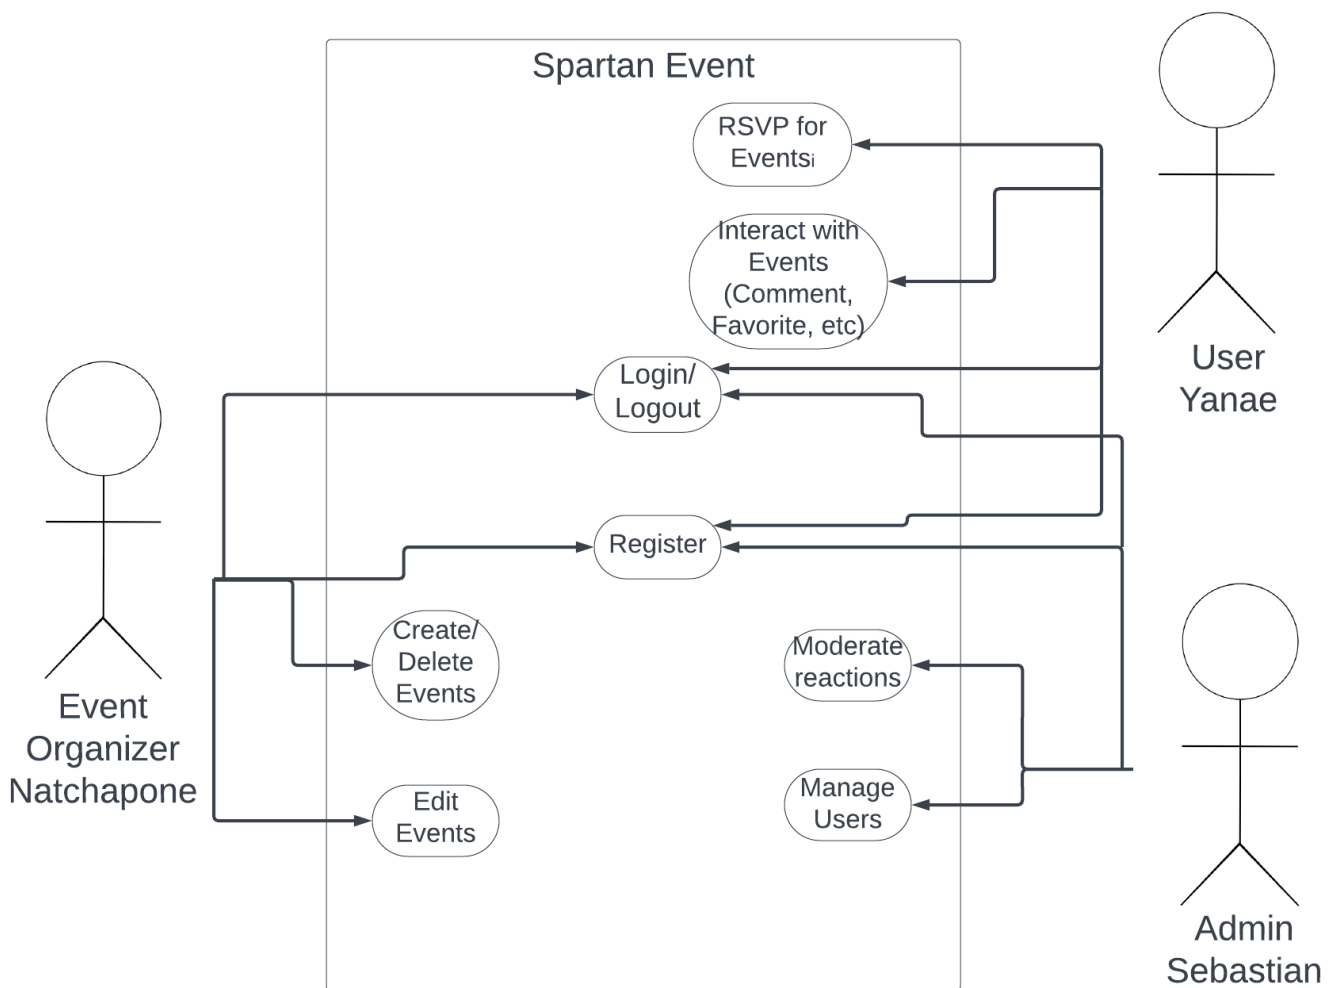 Spartan Event
RSVP for
Eventsi
Interact with
Events
(Comment,
Favorite, etc)
Login/
Logout
Register
Create/
Delete
Events
Edit
Events
Moderate
reactions
Manage
Users
User
Yanae
Event
Organizer
Natchapone
Admin
Sebastian